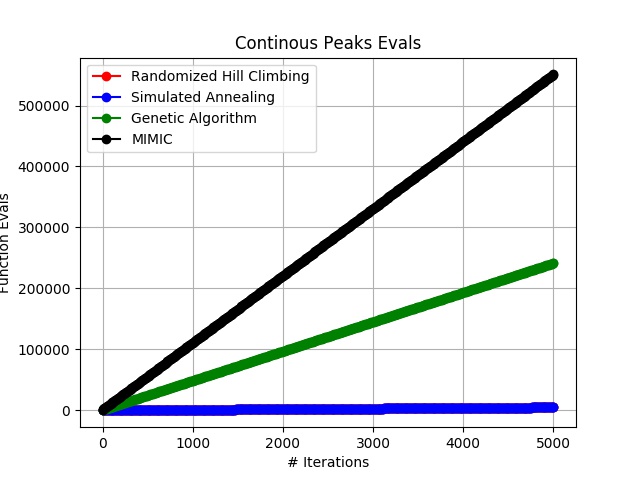 Continous Peaks Evals
Randomized Hill Climbing
Simulated Annealing
Genetic Algorithm
MIMIC
500000
400000
300000
200000
100000
0
Function Evals
0 1000 2000 3000 4000 5000
# Iterations